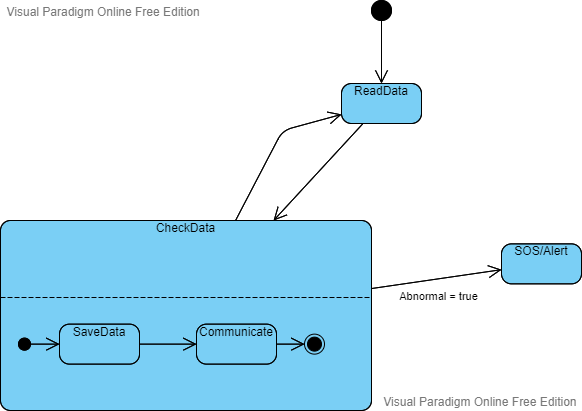 Visual Paradigm Online Free Edition
ReadData
CheckData
SOS/Alert
Abnormal = true
SaveData
Communicate
Visual Paradigm Online Free Edition